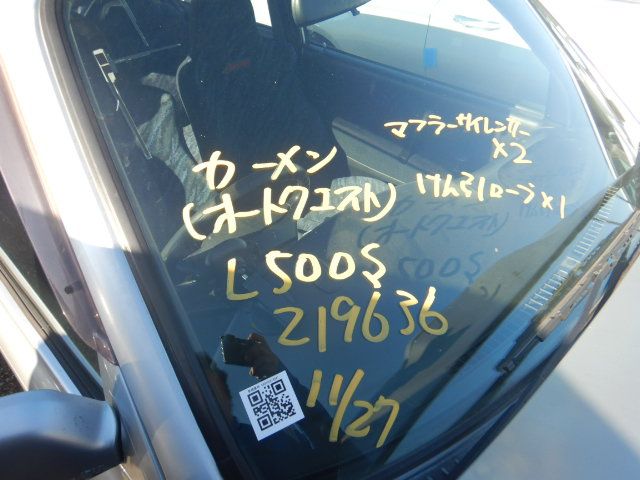 マフラーサイレンサー
×2
カーメン
(オートクエスト)
けん引ロープ×1
L500S
219636
11/27